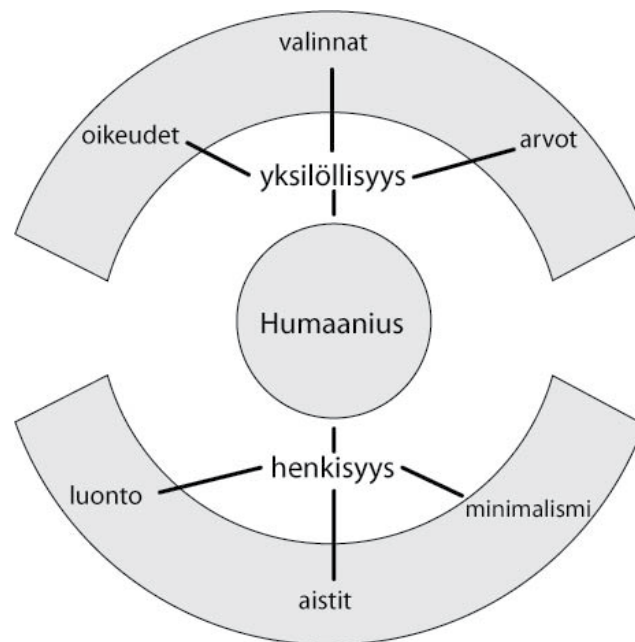 valinnat
oikeudet
arvot
yksilöllisyys
Humaanius
henkisyys
luonto
minimalismi
aistit